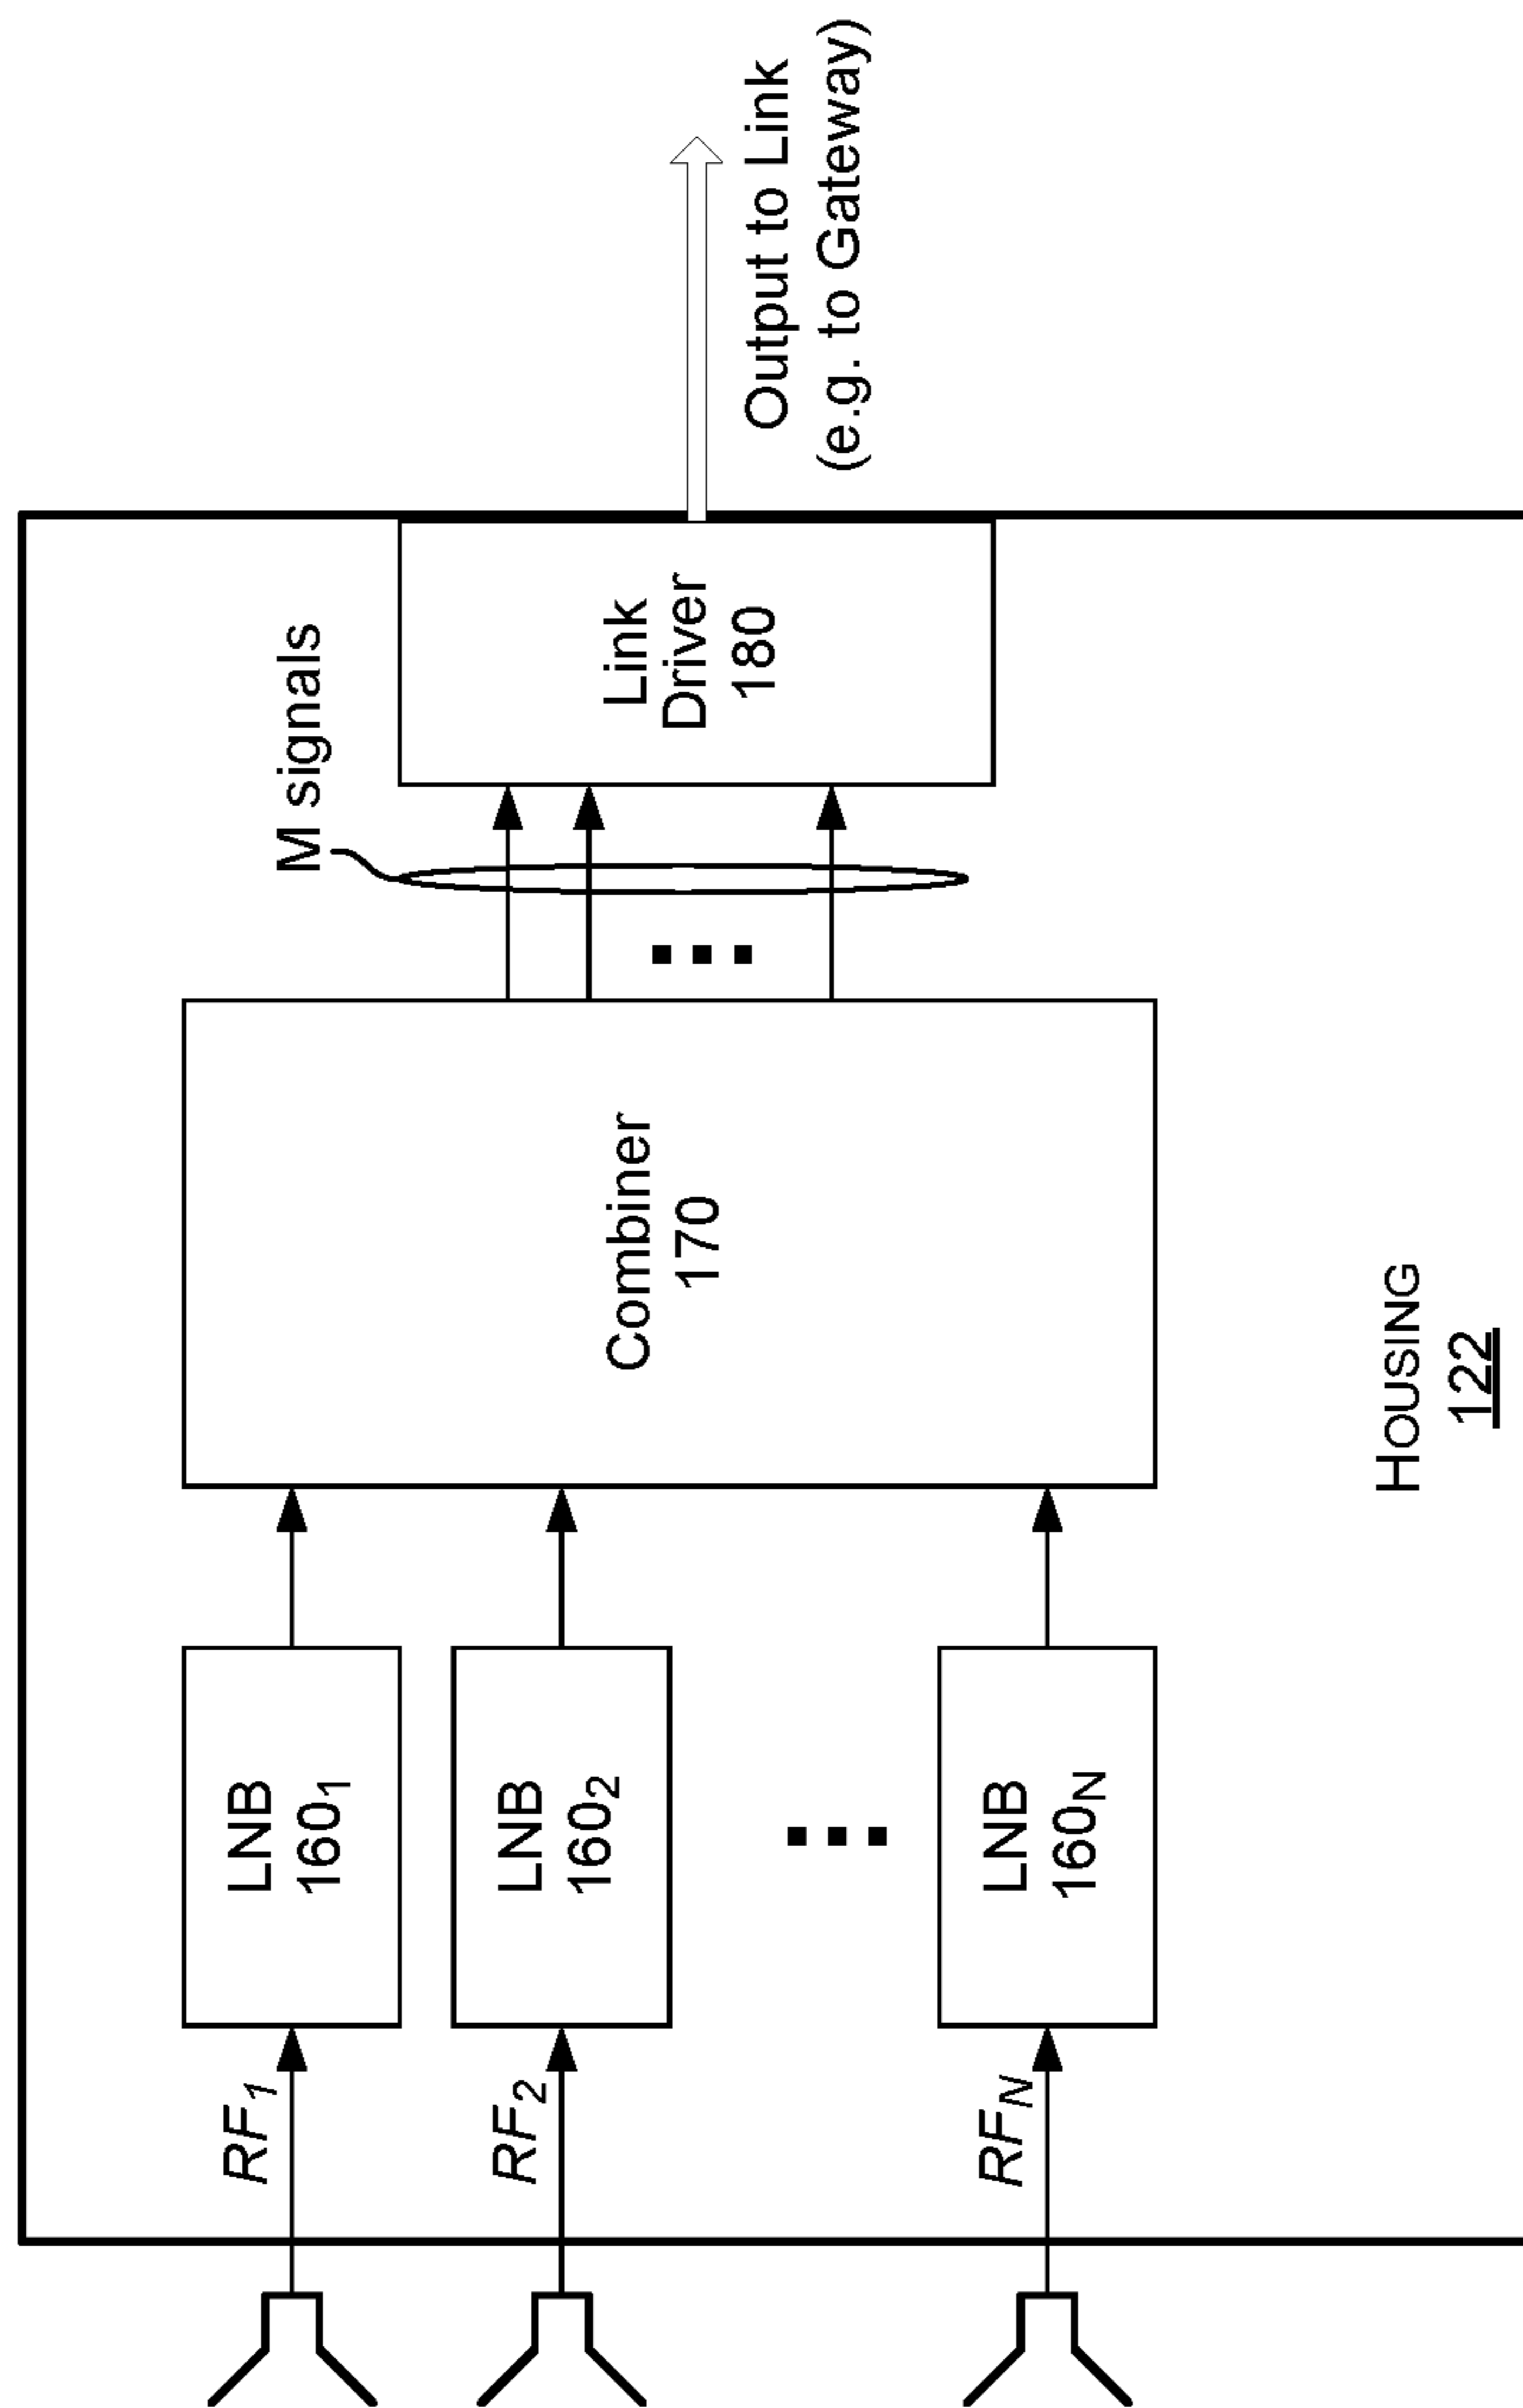 RF1
LNB
1601
RF2
LNB
1602
RFN
LNB
160N
Combiner
170
M signals
Link
Driver
180
Output to Link
(e.g. to Gateway)
HOUSING
122